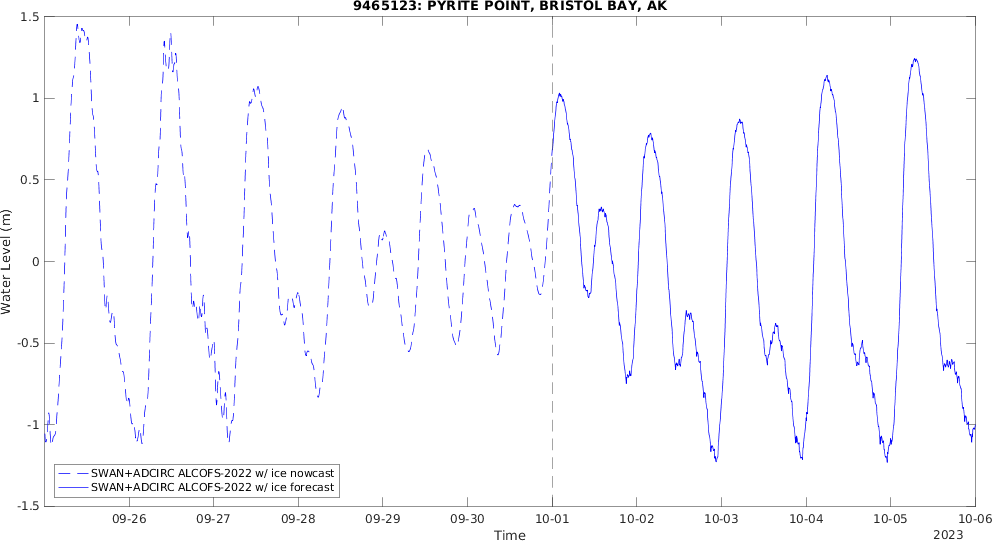 9465123: PYRITE POINT, BRISTOL BAY, AK
Water Level (m)
1.5
1
0.5
0
-0.5
-1
-1.5
SWAN+ADCIRC ALCOFS-2022 w/ ice nowcast
SWAN+ADCIRC ALCOFS-2022 w/ ice forecast
09-26 09-27 09-28 09-29 09-30 10-01 10-02 10-03 10-04 10-05 10-06
Time
2023